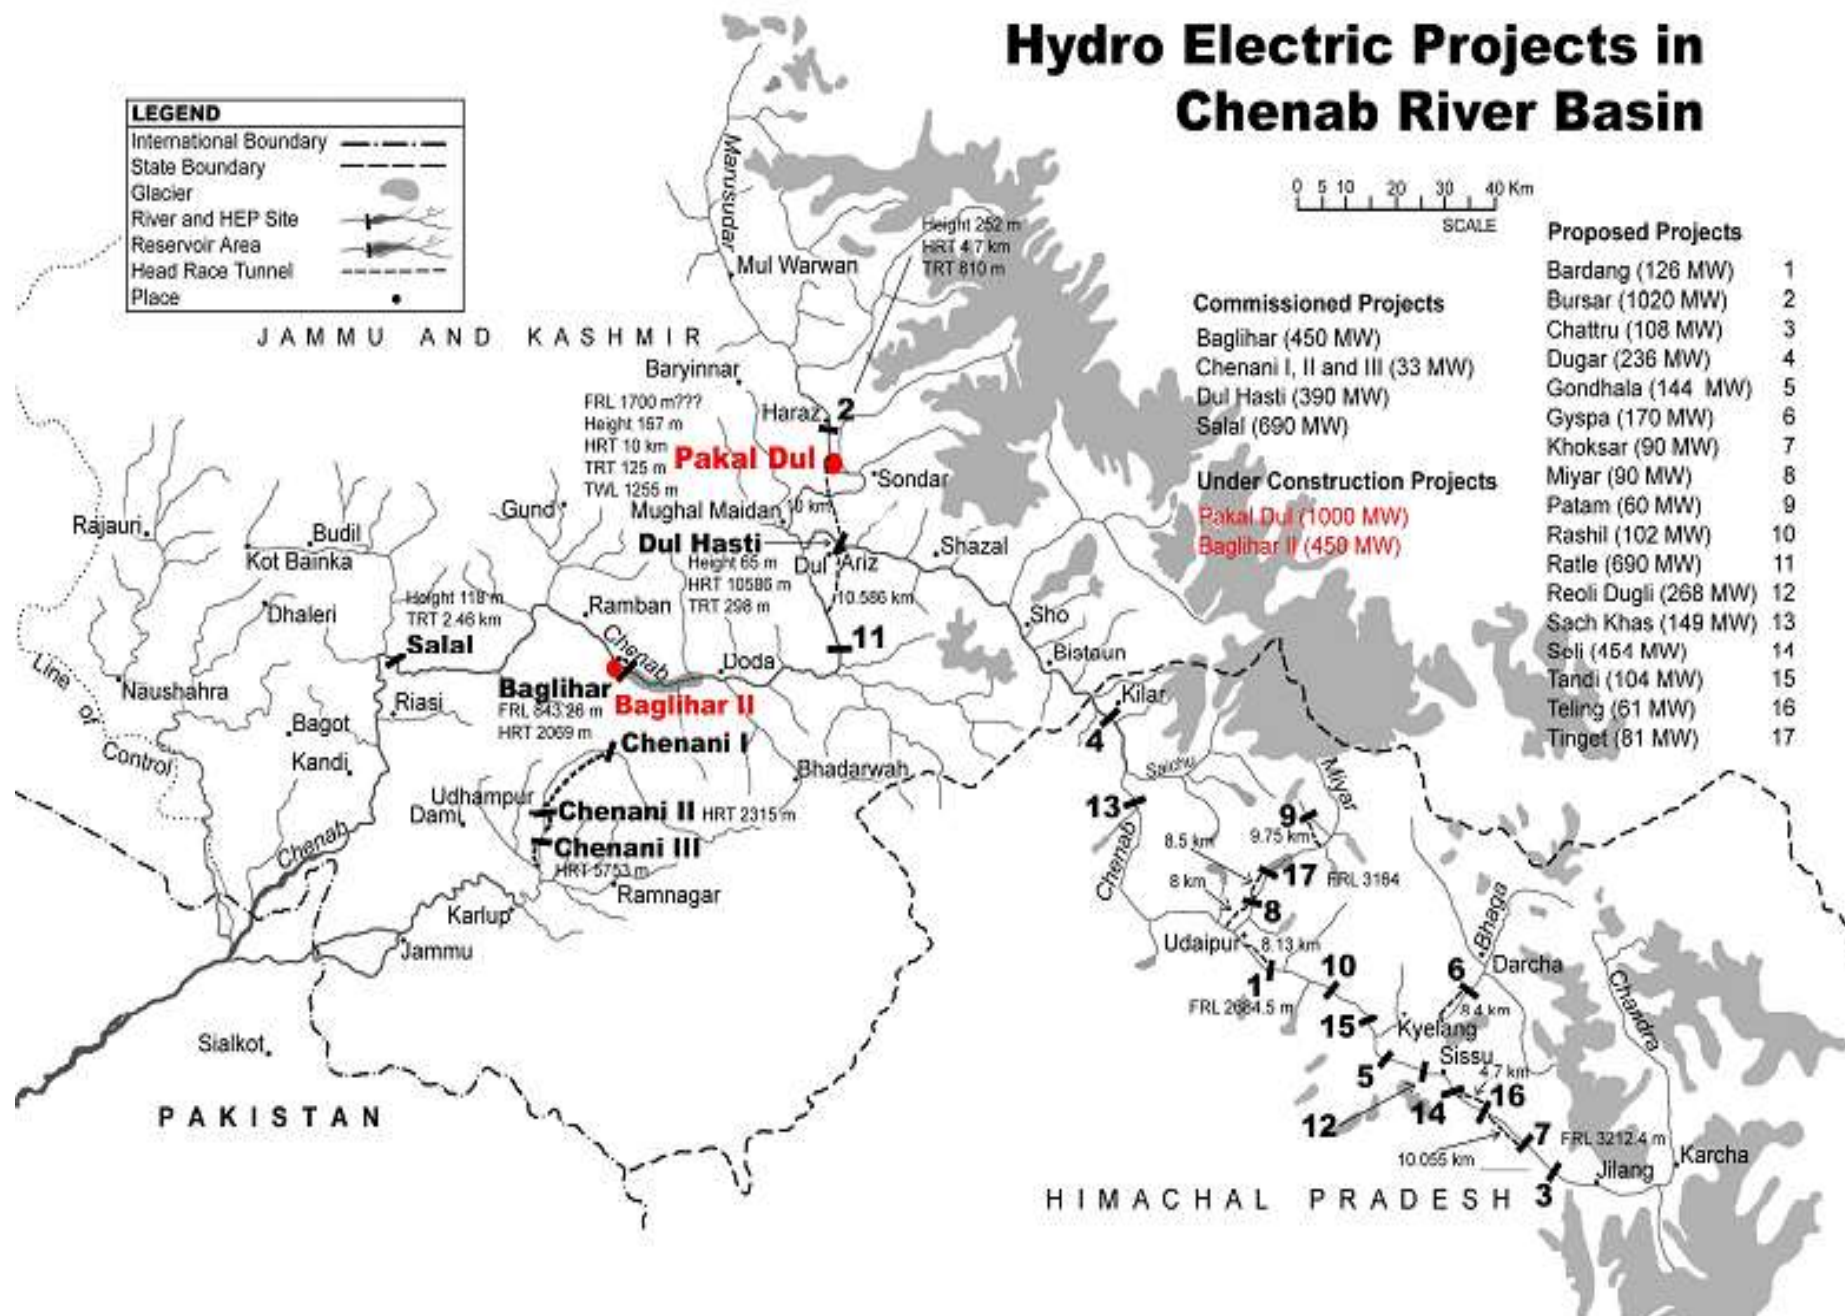 Hydro Electric Projects in
Chenab River Basin
LEGEND
International Boundary
State Boundary
Glacier
River and HEP Site
Reservoir Area
Head Race Tunnel
Place
0 5 10 20 30 40 Km
SCALE
Commissioned Projects
Baglihar (450 MW)
Chenani I, II and III (33 MW)
Dul Hasti (390 MW)
Salal (690 MW)
Under Construction Projects
Pakal Dul (1000 MW)
Baglihar II (450 MW)
Proposed Projects
Bardang (126 MW) 1
Bursar (1020 MW) 2
Chattru (108 MW) 3
Dugar (236 MW) 4
Gondhala (144 MW) 5
Gyspa (170 MW) 6
Khoksar (90 MW) 7
Miyar (90 MW) 8
Patam (60 MW) 9
Rashil (102 MW) 10
Ratle (690 MW) 11
Reoli Dugli (268 MW) 12
Sach Khas (149 MW) 13
Seli (454 MW) 14
Tandi (104 MW) 15
Teling (61 MW) 16
Tinget (81 MW) 17
JAMMU AND KASHMIR
Marusudar
Mul Warwan
Height 252 m
HRT 4.7 km
TRT 810 m
Baryinnar
Haraz
2
FRL 1700 m???
Height 167 m
HRT 10 km
TRT 125 m
TWL 1255 m
Pakal Dul
Sondar
Gund
Mughal Maidan
Dul Hasti
Height 65 m
HRT 10586 m
TRT 298 m
Dul
Ariz
Shazal
10.586 km
11
Rajauri
Budil
Kot Bainka
Dhaleri
Height 118 m
TRT 2.46 km
Salal
Ramban
Chenab
Doda
Sho
Bistaun
Kilar
4
Line of Control
Naushahra
Riasi
Bagot
Kandi
Baglihar
FRL 843.26 m
HRT 2069 m
Baglihar II
Chenani I
Bhadarwah
Udhampur
Dami
Chenani II HRT 2315 m
Chenani III
HRT 5753 m
Ramnagar
Karlup
Jammu
Chenab
Sialkot
PAKISTAN
Saichu
Miyar
13
Chenab
9
9.75 km
8.5 km
17
FRL 3184
8 km
8
Udaipur
8.13 km
1
FRL 2684.5 m
10
15
Bhaga
6
Darcha
8.4 km
Kyelang
Chandra
5
Sissu
4.7 km
12
14
16
7
FRL 3212.4 m
10.055 km
3
Jilang
Karcha
HIMACHAL PRADESH